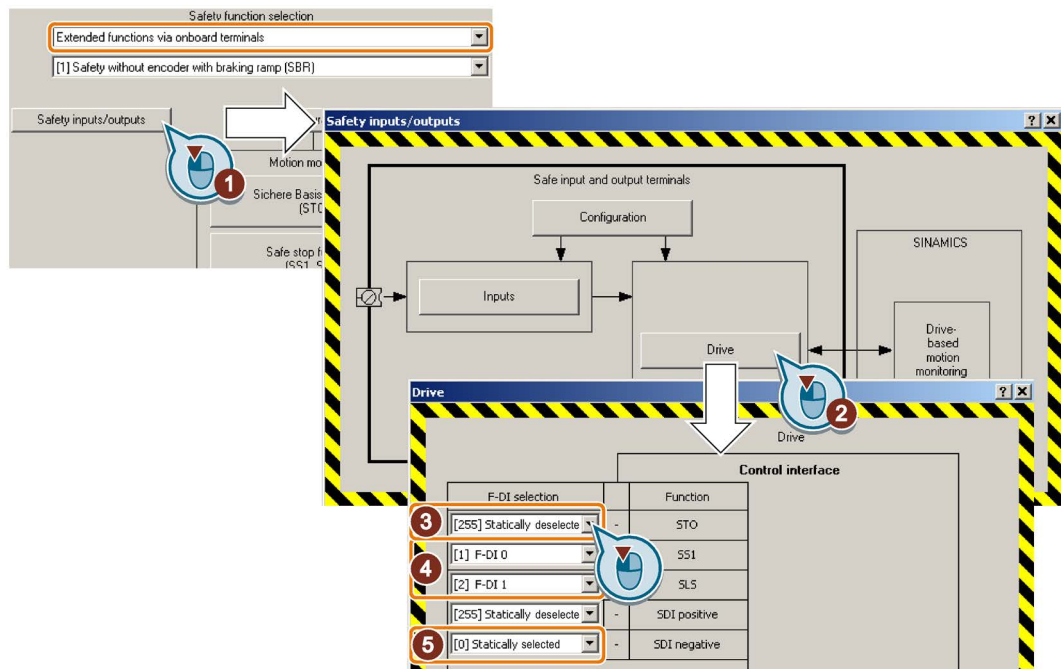 Safety function selection
Extended functions via onboard terminals
[1] Safety without encoder with braking ramp (SBR)
Safety inputs/outputs
Motion mo
Sichere Basis
(STO
Safe stop f
(SS1, S
1
Safety inputs/outputs
Safe input and output terminals
Configuration
SINAMICS
Inputs
Drive
Drive-
based
motion
monitoring
2
Drive
Drive
Control interface
F-DI selection
-
Function
3
[255] Statically deselecte
-
STO
4
[1] F-DI 0
SS1
[2] F-DI 1
SLS
[255] Statically deselecte
-
SDI positive
5
[0] Statically selected
-
SDI negative